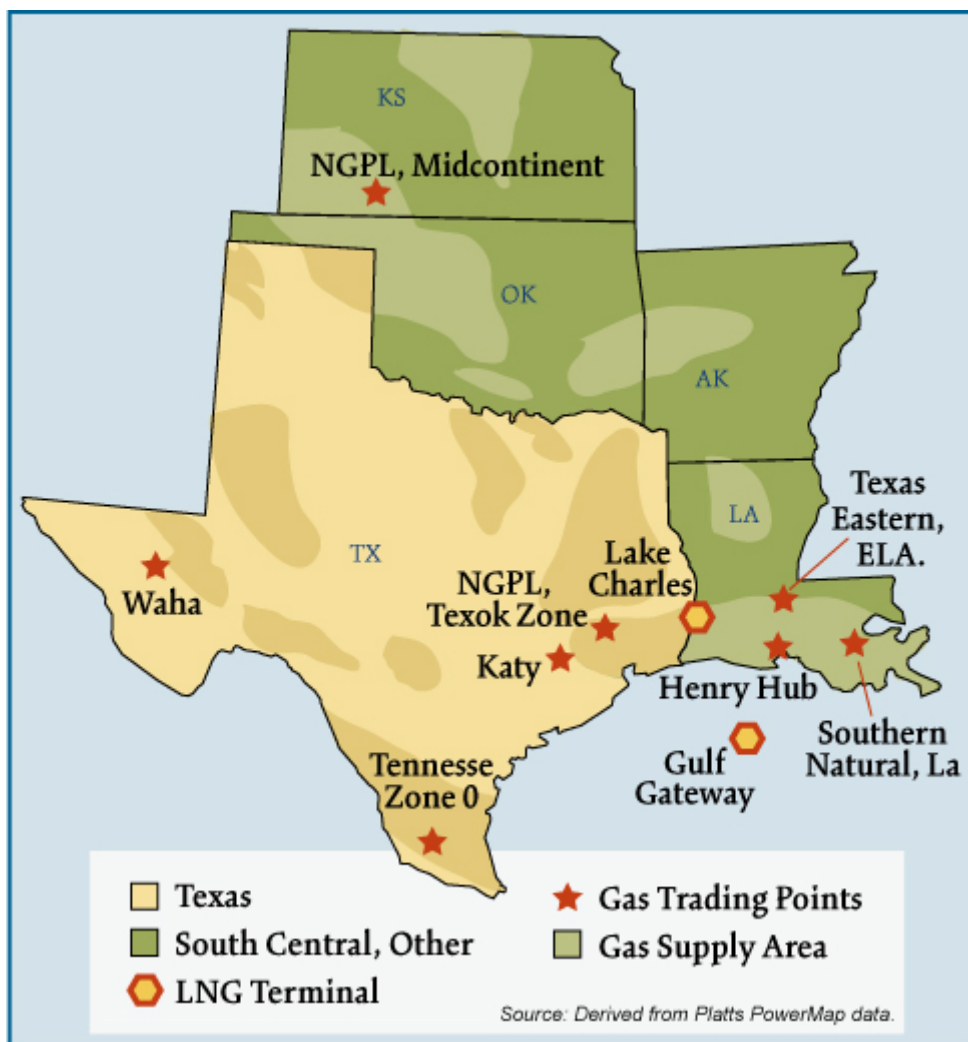 KS
NGPL, Midcontinent
OK
AK
LA
Texas
Eastern,
ELA.
TX
Lake
Charles
NGPL,
Texok Zone
Waha
Katy
Henry Hub
Southern
Natural, La
Gulf
Gateway
Tennesse
Zone 0
Texas
South Central, Other
LNG Terminal
Gas Trading Points
Gas Supply Area
Source: Derived from Platts PowerMap data.